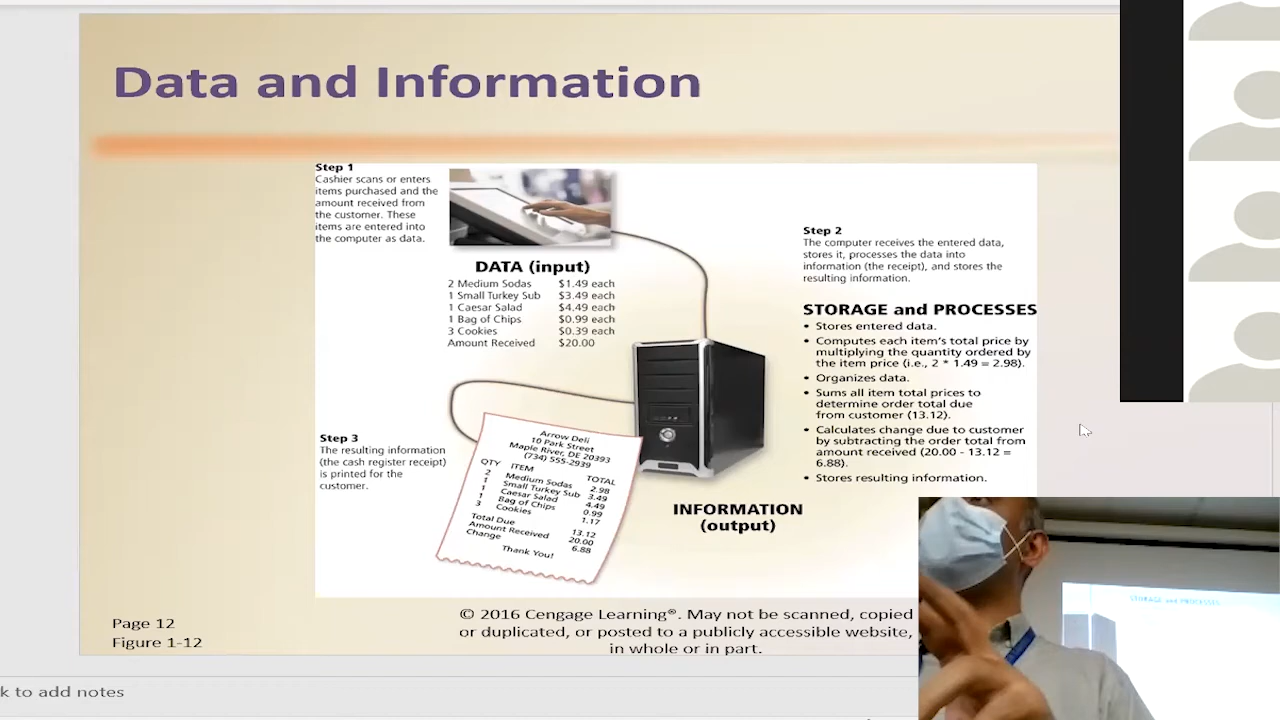 Data and Information
Step 1
Cashier scans or enters
items purchased and the
amount received from
the customer. These
items are entered into
the computer as data.
DATA (input)
2 Medium Sodas $1.49 each
1 Small Turkey Sub $3.49 each
1 Caesar Salad $4.49 each
1 Bag of Chips $0.99 each
3 Cookies $0.39 each
Amount Received $20.00
Step 2
The computer receives the entered data,
stores it, processes the data into
information (the receipt), and stores the
resulting information.
STORAGE and PROCESSES
• Stores entered data.
• Computes each item's total price by
multiplying the quantity ordered by
the item price (i.e., 2 * 1.49 = 2.98).
• Organizes data.
• Sums all item total prices to
determine order total due
from customer (13.12).
• Calculates change due to customer
by subtracting the order total from
amount received (20.00 - 13.12 =
6.88).
• Stores resulting information.
Step 3
The resulting information
(the cash register receipt)
is printed for the
customer.
Arrow Deli
10 Park Street
Maple River, DE 20393
(734) 555-2939
QTY ITEM TOTAL
2 Medium Sodas 2.98
1 Small Turkey Sub 3.49
1 Caesar Salad 4.49
1 Bag of Chips 0.99
3 Cookies 1.17
Total Due 13.12
Amount Received 20.00
Change 6.88
Thank You!
INFORMATION
(output)
Page 12
Figure 1-12
© 2016 Cengage Learning®. May not be scanned, copied
or duplicated, or posted to a publicly accessible website,
in whole or in part.
k to add notes
STORAGE and PROCESSES